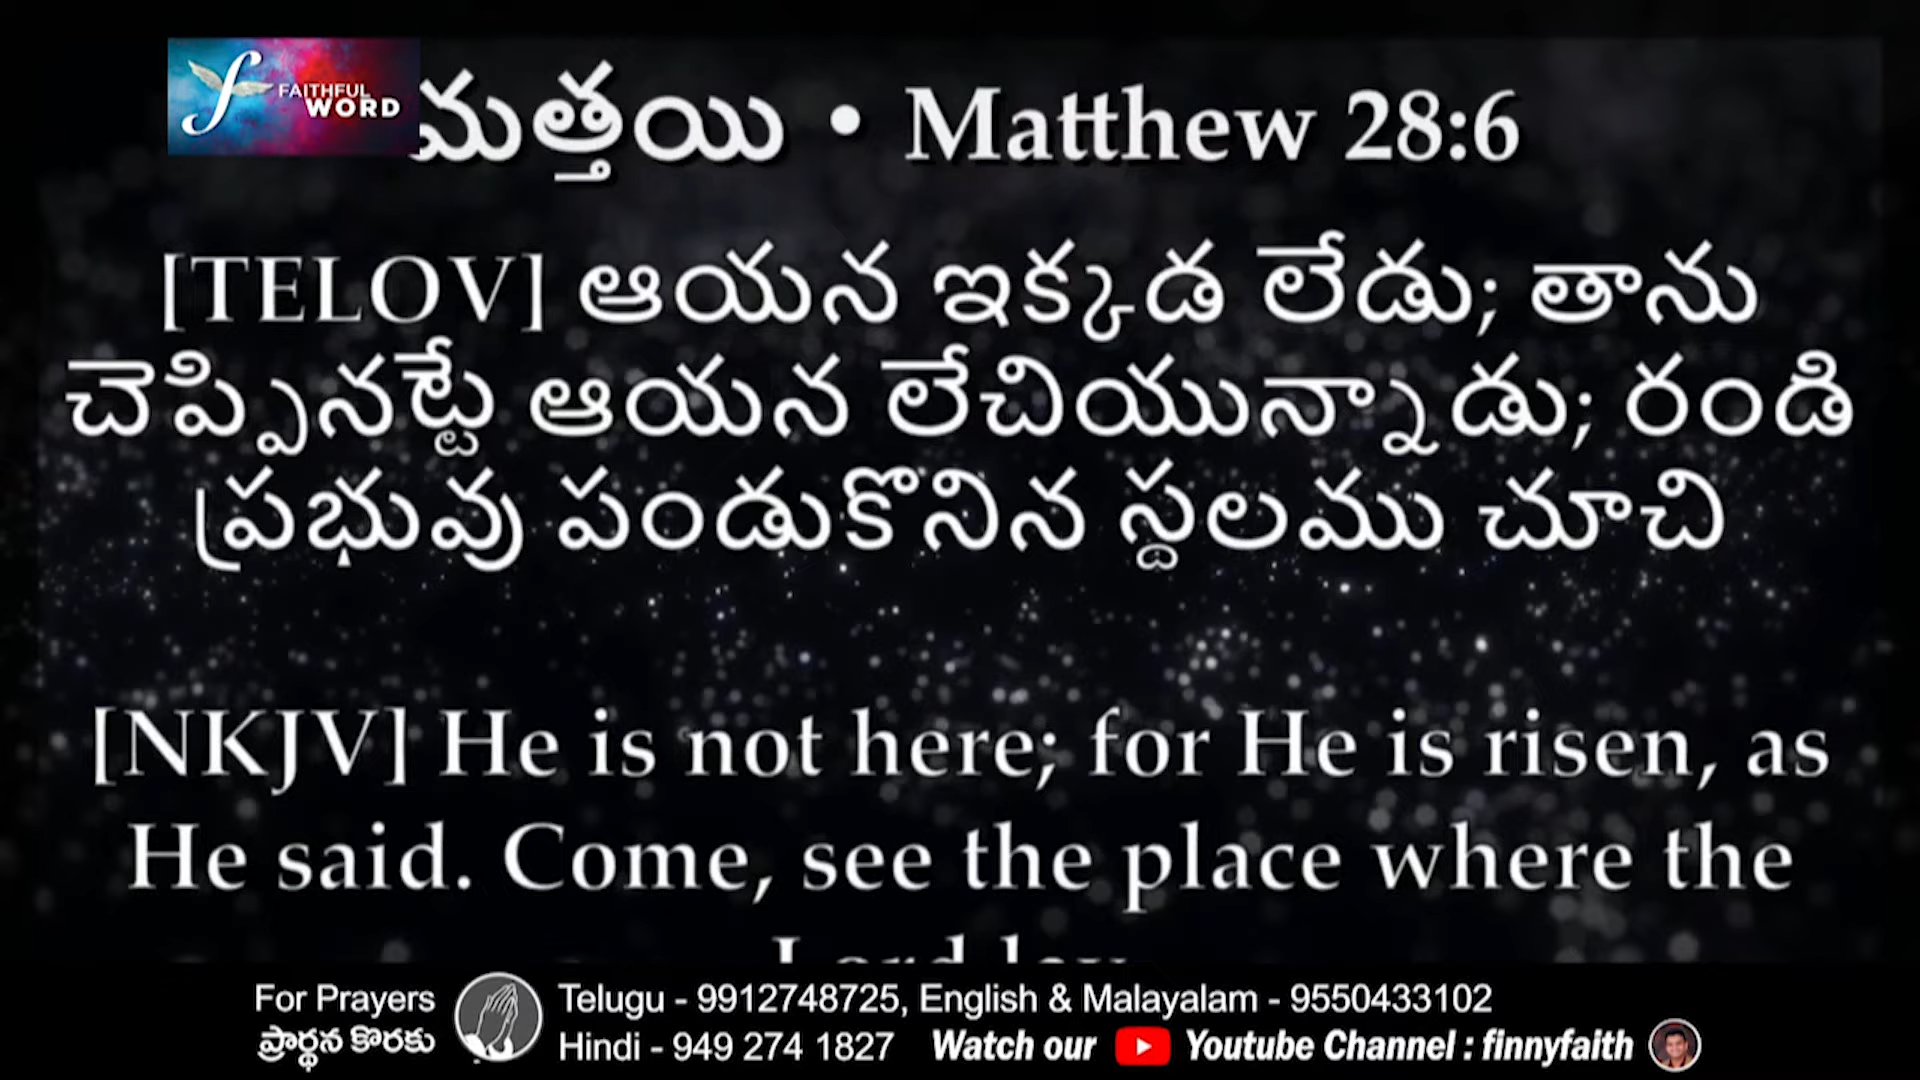 FAITHFUL
WORD
మత్తయి • Matthew 28:6
[TELOV] ఆయన ఇక్కడ లేడు; తాను
చెప్పినట్టే ఆయన లేచియున్నాడు; రండి
ప్రభువు పండుకొనిన స్థలము చూచి
[NKJV] He is not here; for He is risen, as
He said. Come, see the place where the
Lord lay.
For Prayers
ప్రార్థన కొరకు
Telugu - 9912748725, English & Malayalam - 9550433102
Hindi - 949 274 1827 Watch our Youtube Channel : finnyfaith